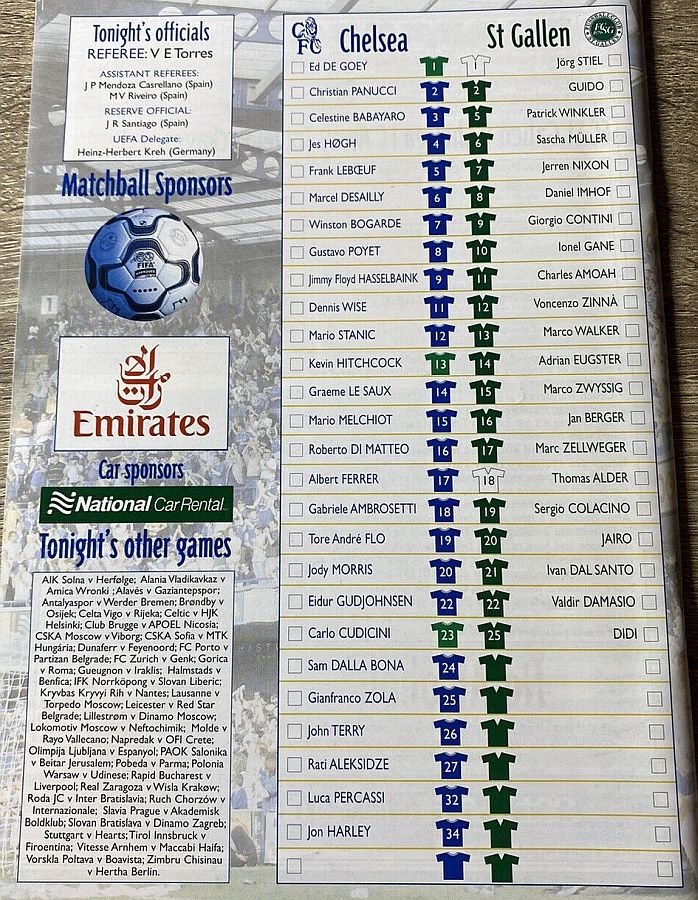 Tonight's officials
REFEREE: V E Torres
ASSISTANT REFEREES:
J P Mendoza Casrellano (Spain)
M V Riveiro (Spain)
RESERVE OFFICIAL:
J R Santiago (Spain)
UEFA Delegate:
Heinz-Herbert Kreh (Germany)
Matchball Sponsors
FIFA
Emirates
Car sponsors
National Car Rental
Tonight's other games
AIK Solna v Herfølge; Alania Vladikavkaz v
Amica Wronki ;Alavés v Gaziantepspor;
Antalyaspor v Werder Bremen; Brøndby v
Osijek; Celta Vigo v Rijeka; Celtic v HJK
Helsinki; Club Brugge v APOEL Nicosia;
CSKA Moscow v Viborg; CSKA Sofia v MTK
Hungária; Dunaferr v Feyenoord; FC Porto v
Partizan Belgrade; FC Zurich v Genk; Gorica
v Roma; Gueugnon v Iraklis; Halmstads v
Benfica; IFK Norrköpong v Slovan Liberic;
Kryvbas Kryvyi Rih v Nantes; Lausanne v
Torpedo Moscow; Leicester v Red Star
Belgrade; Lillestrøm v Dinamo Moscow;
Lokomotiv Moscow v Neftochimik; Molde v
Rayo Vallecano; Napredak v OFI Crete;
Olimpija Ljubljana v Espanyol; PAOK Salonika
v Beitar Jerusalem; Pobeda v Parma; Polonia
Warsaw v Udinese; Rapid Bucharest v
Liverpool; Real Zaragoza v Wisla Kraków;
Roda JC v Inter Bratislavia; Ruch Chorzów v
Internazionale; Slavia Prague v Akademisk
Boldklub; Slovan Bratislava v Dinamo Zagreb;
Stuttgart v Hearts; Tirol Innsbruck v
Firoentina; Vitesse Arnhem v Maccabi Haifa;
Vorskla Poltava v Boavista; Zimbru Chisinau
v Hertha Berlin.
CFC Chelsea St Gallen FCSG
Ed DE GOEY 1 1 Jörg STIEL
Christian PANUCCI 2 2 GUIDO
Celestine BABAYARO 3 5 Patrick WINKLER
Jes HØGH 4 6 Sascha MÜLLER
Frank LEBŒUF 5 7 Jerren NIXON
Marcel DESAILLY 6 8 Daniel IMHOF
Winston BOGARDE 7 9 Giorgio CONTINI
Gustavo POYET 8 10 Ionel GANE
Jimmy Floyd HASSELBAINK 9 11 Charles AMOAH
Dennis WISE 11 12 Voncenzo ZINNÀ
Mario STANIC 12 13 Marco WALKER
Kevin HITCHCOCK 13 14 Adrian EUGSTER
Graeme LE SAUX 14 15 Marco ZWYSSIG
Mario MELCHIOT 15 16 Jan BERGER
Roberto DI MATTEO 16 17 Marc ZELLWEGER
Albert FERRER 17 18 Thomas ALDER
Gabriele AMBROSETTI 18 19 Sergio COLACINO
Tore André FLO 19 20 JAIRO
Jody MORRIS 20 21 Ivan DAL SANTO
Eidur GUDJOHNSEN 22 22 Valdir DAMASIO
Carlo CUDICINI 23 25 DIDI
Sam DALLA BONA 24
Gianfranco ZOLA 25
John TERRY 26
Rati ALEKSIDZE 27
Luca PERCASSI 32
Jon HARLEY 34